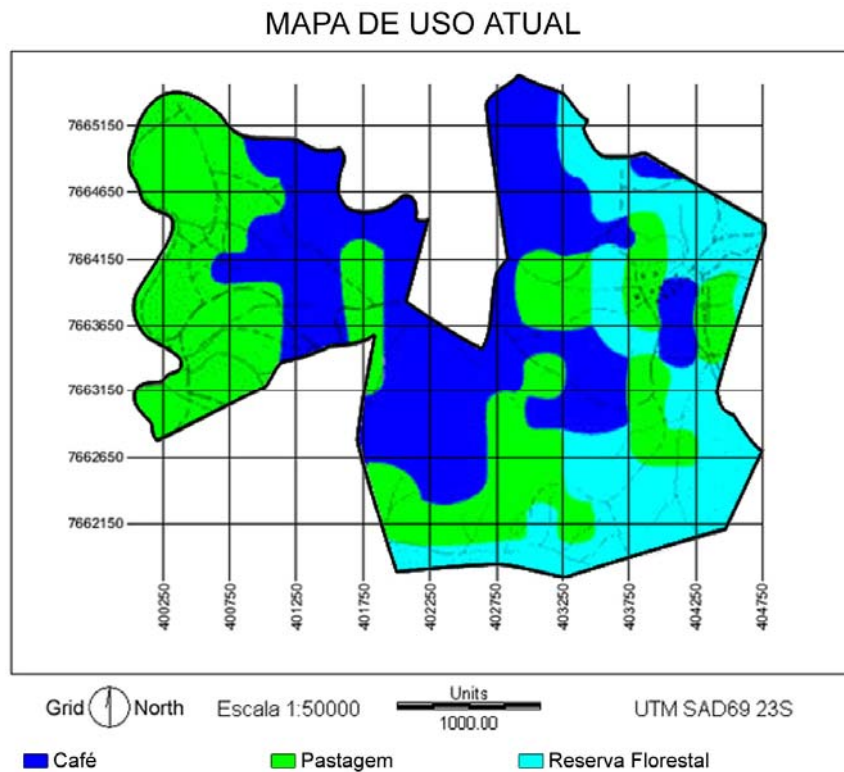 MAPA DE USO ATUAL
7665150
7664650
7664150
7663650
7663150
7662650
7662150
400250 400750 401250 401750 402250 402750 403250 403750 404250 404750
Grid North Escala 1:50000 Units 1000.00 UTM SAD69 23S
Café Pastagem Reserva Florestal